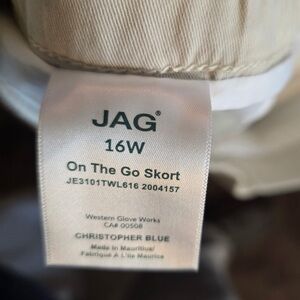 JAG®
16W
On The Go Skort
JE3101TWL616 2004157
Western Glove Works
CA# 00508
CHRISTOPHER BLUE
Made In Mauritius/
Fabriqué À L'île Maurice